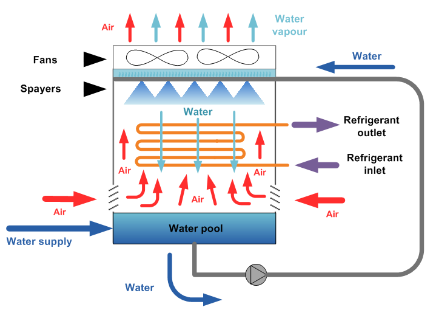 Air
Water
vapour
Fans
Water
Spayers
Water
Refrigerant
outlet
Air
Air
Refrigerant
inlet
Air
Air
Air
Water supply
Water pool
Water